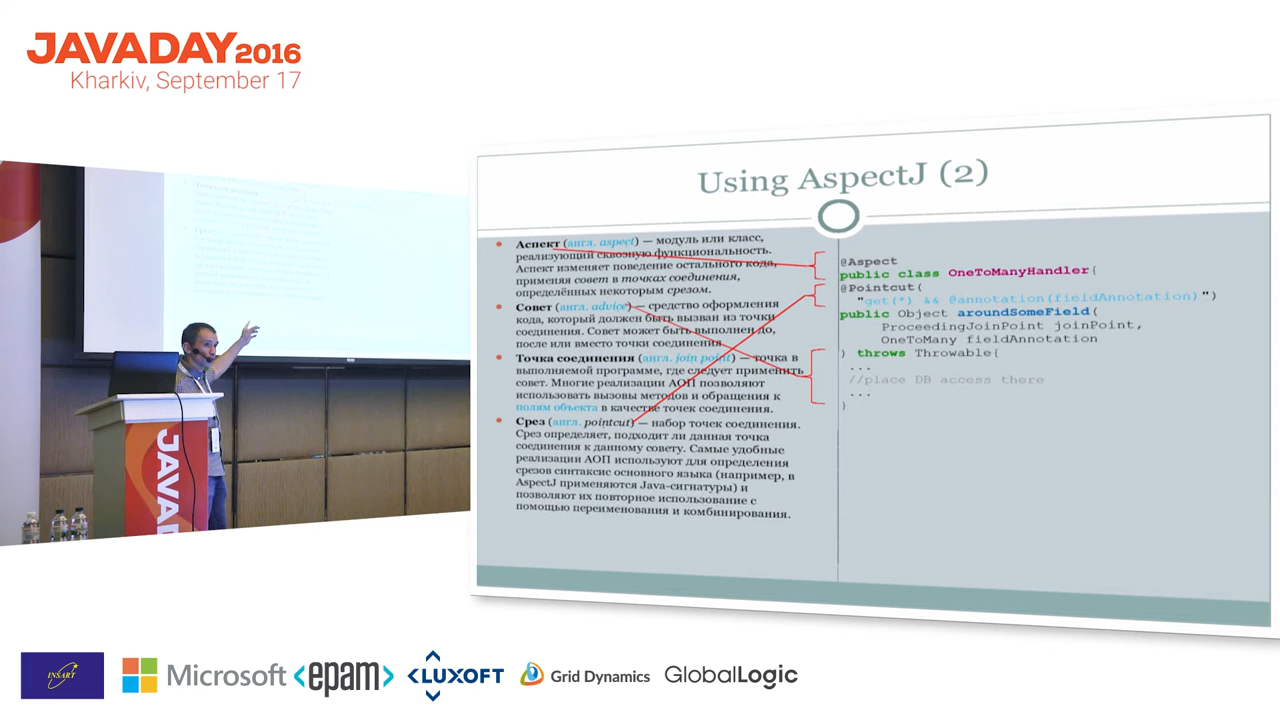 JAVADAY 2016
Kharkiv, September 17
Using AspectJ (2)
Аспект (англ. aspect) — модуль или класс,
реализующий сквозную функциональность.
Аспект изменяет поведение остального кода,
применяя совет в точках соединения,
определённых некоторым срезом.
Совет (англ. advice) — средство оформления
кода, который должен быть вызван из точки
соединения. Совет может быть выполнен до,
после или вместо точки соединения.
Точка соединения (англ. join point) — точка в
выполняемой программе, где следует применить
совет. Многие реализации АОП позволяют
использовать вызовы методов и обращения к
полям объекта в качестве точек соединения.
Срез (англ. pointcut) — набор точек соединения.
Срез определяет, подходит ли данная точка
соединения к данному совету. Самые удобные
реализации АОП используют для определения
срезов синтаксис основного языка (например, в
AspectJ применяются Java-сигнатуры) и
позволяют их повторное использование с
помощью переименования и комбинирования.
@Aspect
public class OneToManyHandler{
@Pointcut(
"get(*) && @annotation(fieldAnnotation)")
public Object aroundSomeField(
ProceedingJoinPoint joinPoint,
OneToMany fieldAnnotation
) throws Throwable{
...
//place DB access there
...
}
JAVA
INSART
Microsoft
<epam>
LUXOFT
Grid Dynamics
GlobalLogic